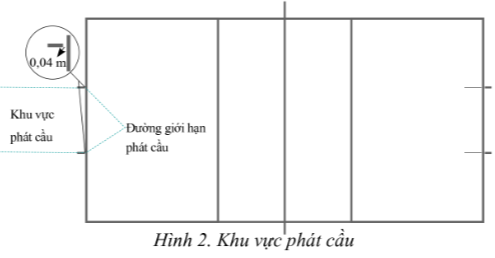 0,04 m
Khu vực
phát cầu
Đường giới hạn
phát cầu
Hình 2. Khu vực phát cầu